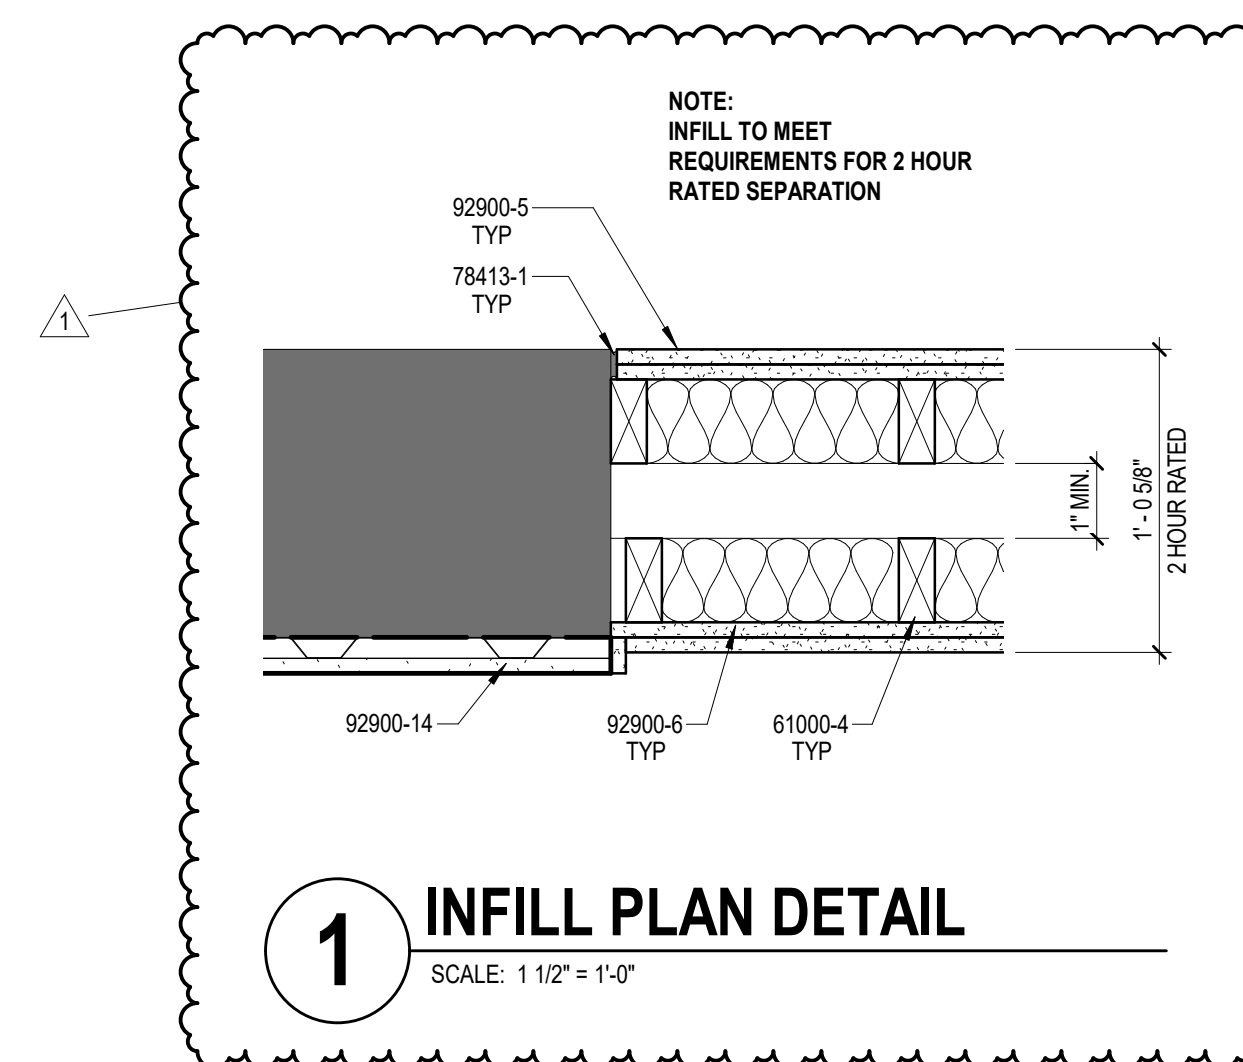 NOTE:
INFILL TO MEET
REQUIREMENTS FOR 2 HOUR
RATED SEPARATION
92900-5
TYP
78413-1
TYP
1
1" MIN.
1' - 0 5/8"
2 HOUR RATED
92900-14
92900-6
TYP
61000-4
TYP
1
INFILL PLAN DETAIL
SCALE: 1 1/2" = 1'-0"